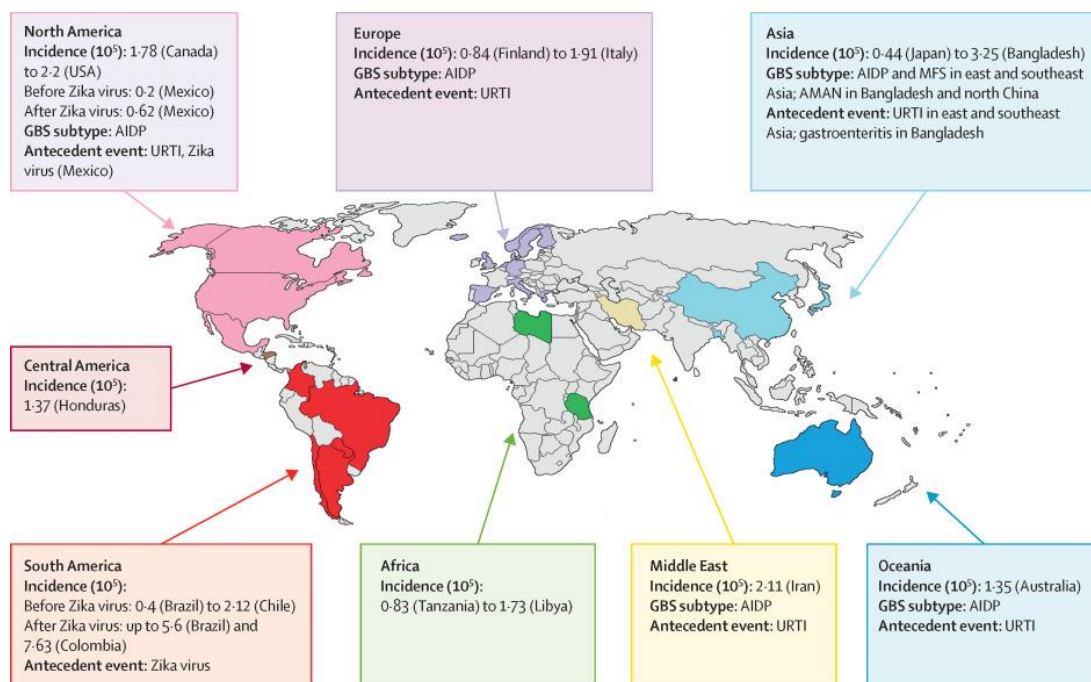 North America
Incidence (10⁵): 1·78 (Canada)
to 2·2 (USA)
Before Zika virus: 0·2 (Mexico)
After Zika virus: 0·62 (Mexico)
GBS subtype: AIDP
Antecedent event: URTI, Zika
virus (Mexico)
Europe
Incidence (10⁵): 0·84 (Finland) to 1·91 (Italy)
GBS subtype: AIDP
Antecedent event: URTI
Asia
Incidence (10⁵): 0·44 (Japan) to 3·25 (Bangladesh)
GBS subtype: AIDP and MFS in east and southeast
Asia; AMAN in Bangladesh and north China
Antecedent event: URTI in east and southeast
Asia; gastroenteritis in Bangladesh
Central America
Incidence (10⁵):
1·37 (Honduras)
South America
Incidence (10⁵):
Before Zika virus: 0·4 (Brazil) to 2·12 (Chile)
After Zika virus: up to 5·6 (Brazil) and
7·63 (Colombia)
Antecedent event: Zika virus
Africa
Incidence (10⁵):
0·83 (Tanzania) to 1·73 (Libya)
Middle East
Incidence (10⁵): 2·11 (Iran)
GBS subtype: AIDP
Antecedent event: URTI
Oceania
Incidence (10⁵): 1·35 (Australia)
GBS subtype: AIDP
Antecedent event: URTI